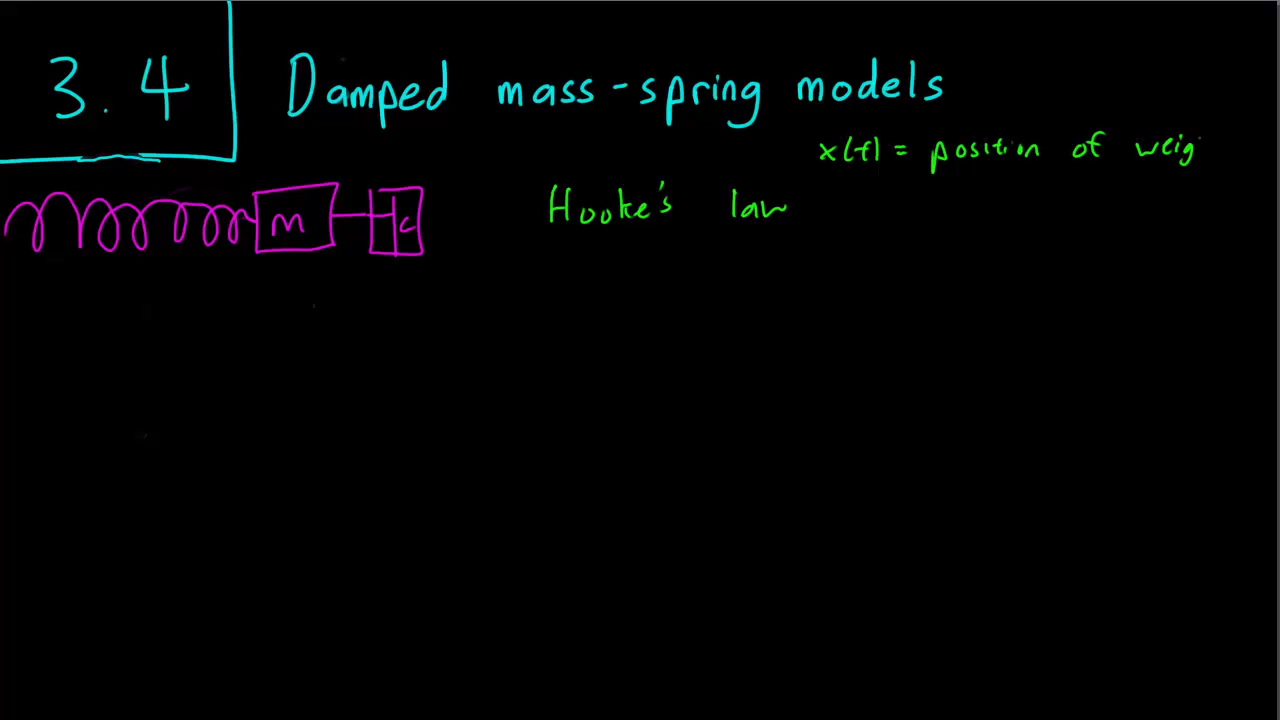 3.4 Damped mass-spring models
x(t) = position of weig
Hooke's law
m c